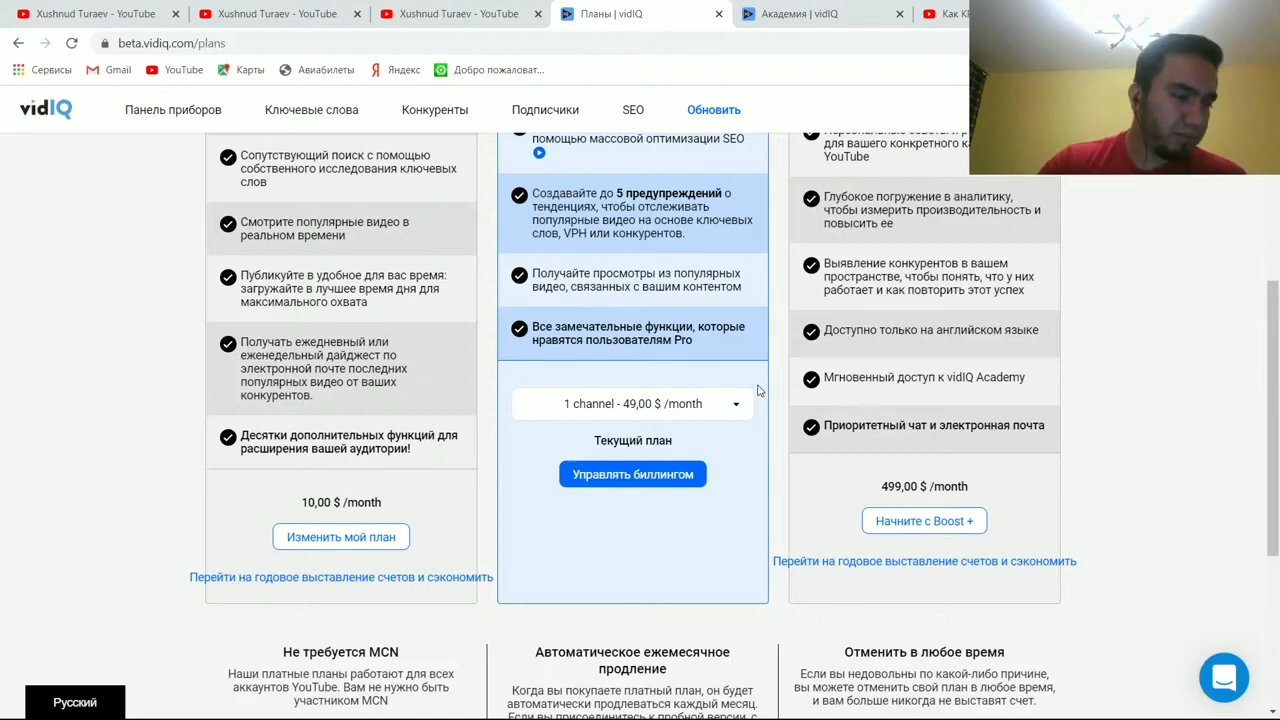 Xushnud Turaev - YouTube
Xushnud Turaev - YouTube
Xushnud Turaev - YouTube
Планы | vidIQ
Академия | vidIQ
beta.vidiq.com/plans
Сервисы
Gmail
YouTube
Карты
Авиабилеты
Яндекс
Добро пожаловат...
vidIQ
Панель приборов
Ключевые слова
Конкуренты
Подписчики
SEO
Обновить
Сопутствующий поиск с помощью
собственного исследования ключевых
слов
Смотрите популярные видео в
реальном времени
Публикуйте в удобное для вас время:
загружайте в лучшее время дня для
максимального охвата
Получать ежедневный или
еженедельный дайджест по
электронной почте последних
популярных видео от ваших
конкурентов.
Десятки дополнительных функций для
расширения вашей аудитории!
10,00 $ /month
Изменить мой план
Перейти на годовое выставление счетов и сэкономить
помощью массовой оптимизации SEO
Создавайте до 5 предупреждений о
тенденциях, чтобы отслеживать
популярные видео на основе ключевых
слов, VPH или конкурентов.
Получайте просмотры из популярных
видео, связанных с вашим контентом
Все замечательные функции, которые
нравятся пользователям Pro
1 channel - 49,00 $ /month
Текущий план
Управлять биллингом
для вашего конкретного
YouTube
Глубокое погружение в аналитику,
чтобы измерить производительность и
повысить ее
Выявление конкурентов в вашем
пространстве, чтобы понять, что у них
работает и как повторить этот успех
Доступно только на английском языке
Мгновенный доступ к vidIQ Academy
Приоритетный чат и электронная почта
499,00 $ /month
Начните с Boost +
Перейти на годовое выставление счетов и сэкономить
Не требуется MCN
Наши платные планы работают для всех
аккаунтов YouTube. Вам не нужно быть
участником MCN
Автоматическое ежемесячное
продление
Когда вы покупаете платный план, он будет
автоматически продлеваться каждый месяц.
Если вы присоединитесь к пробной версии, с
Отменить в любое время
Если вы недовольны по какой-либо причине,
вы можете отменить свой план в любое время,
и вам больше никогда не выставят счет.
Русский